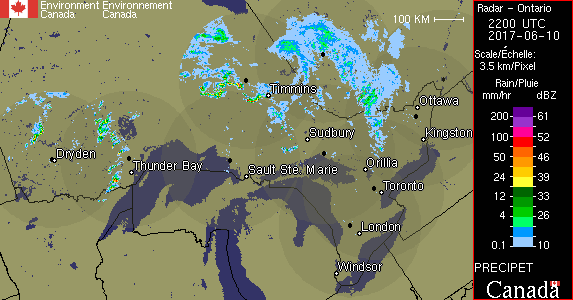 Environment Environnement
Canada Canada
100 KM
Timmins
Ottawa
Sudbury
Kingston
Dryden
Thunder Bay
Sault Ste. Marie
Orillia
Toronto
London
Windsor
Radar - Ontario
2200 UTC
2017-06-10
Scale/Échelle:
3.5 km/Pixel
Rain/Pluie
mm/hr dBZ
200 61
100 52
50 46
24 39
12 33
4 26
0.1 10
PRECIPET
Canada